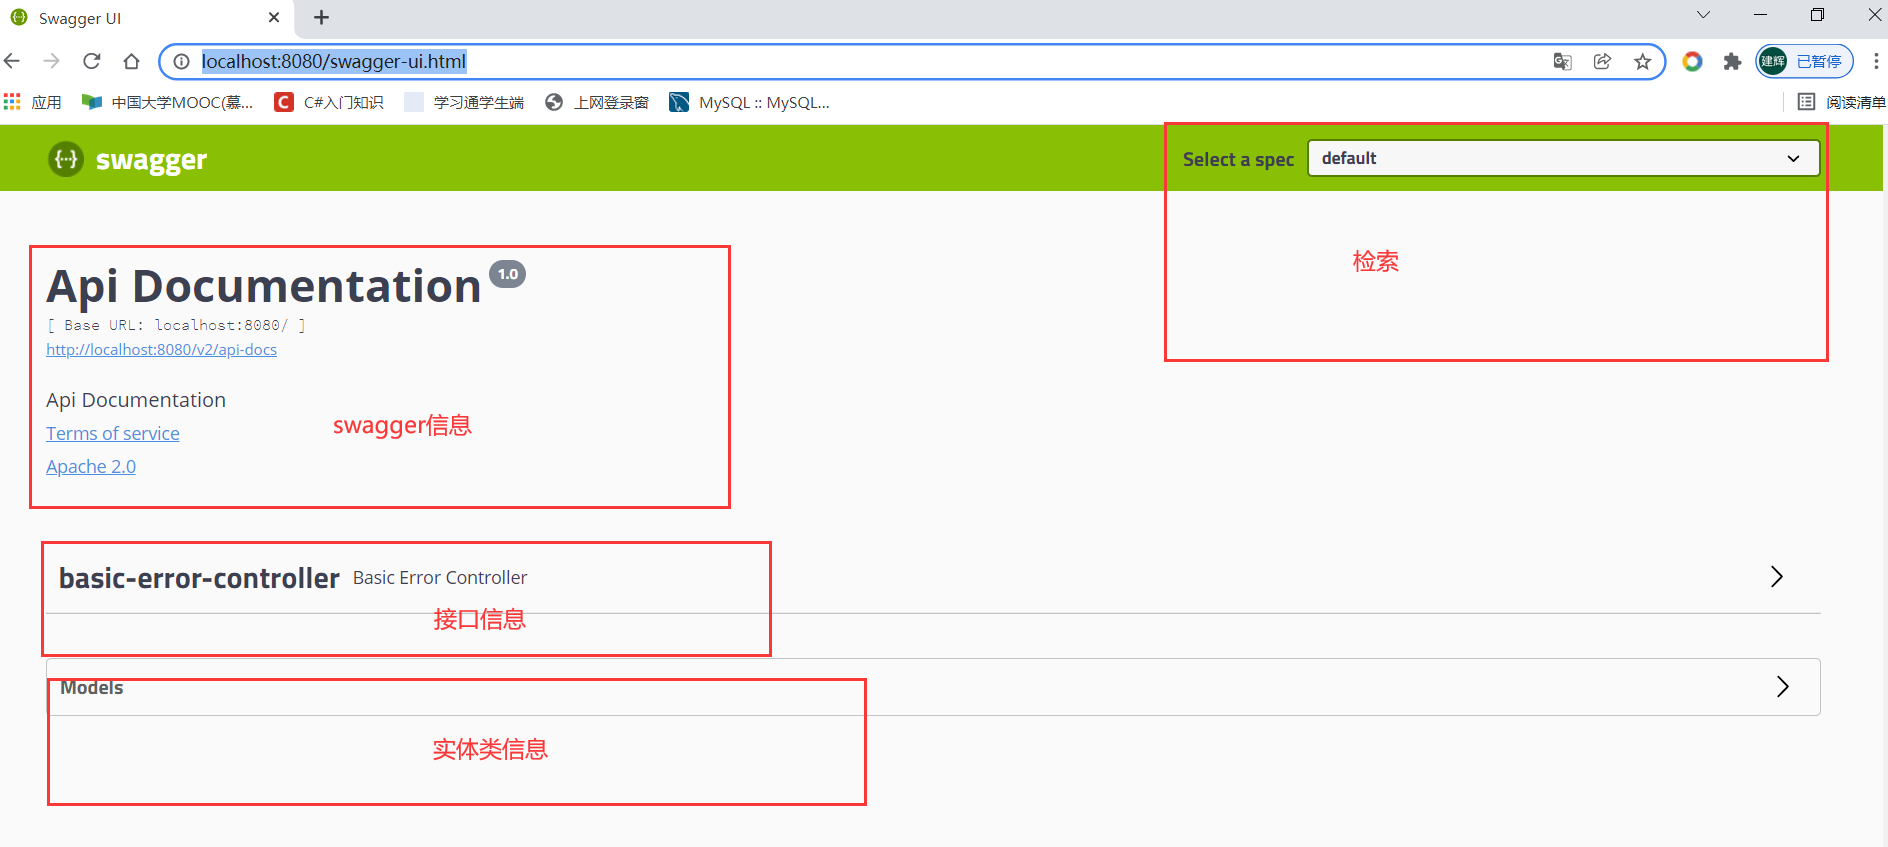 Swagger UI
localhost:8080/swagger-ui.html
建辉 已暂停
应用 中国大学MOOC(慕... C#入门知识 学习通学生端 上网登录窗 MySQL :: MySQL... 阅读清单
swagger
Select a spec default
检索
Api Documentation 1.0
[ Base URL: localhost:8080/ ]
http://localhost:8080/v2/api-docs
Api Documentation
swagger信息
Terms of service
Apache 2.0
basic-error-controller Basic Error Controller
接口信息
Models
实体类信息